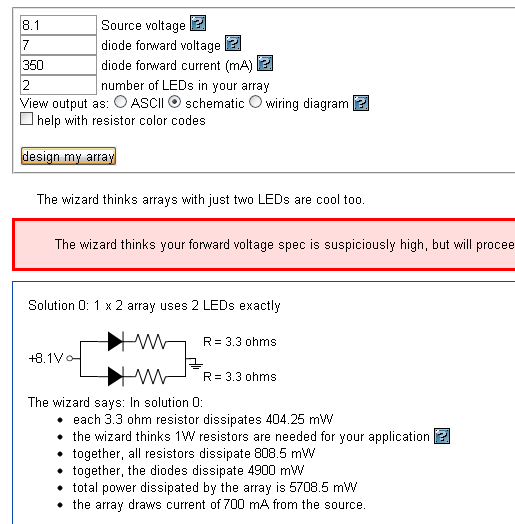 8.1 Source voltage ?
7 diode forward voltage ?
350 diode forward current (mA) ?
2 number of LEDs in your array
View output as: ASCII schematic wiring diagram ?
help with resistor color codes
design my array
The wizard thinks arrays with just two LEDs are cool too.
The wizard thinks your forward voltage spec is suspiciously high, but will procee
Solution 0: 1 x 2 array uses 2 LEDs exactly
R = 3.3 ohms
+8.1V
R = 3.3 ohms
The wizard says: In solution 0:
• each 3.3 ohm resistor dissipates 404.25 mW
• the wizard thinks 1W resistors are needed for your application ?
• together, all resistors dissipate 808.5 mW
• together, the diodes dissipate 4900 mW
• total power dissipated by the array is 5708.5 mW
• the array draws current of 700 mA from the source.